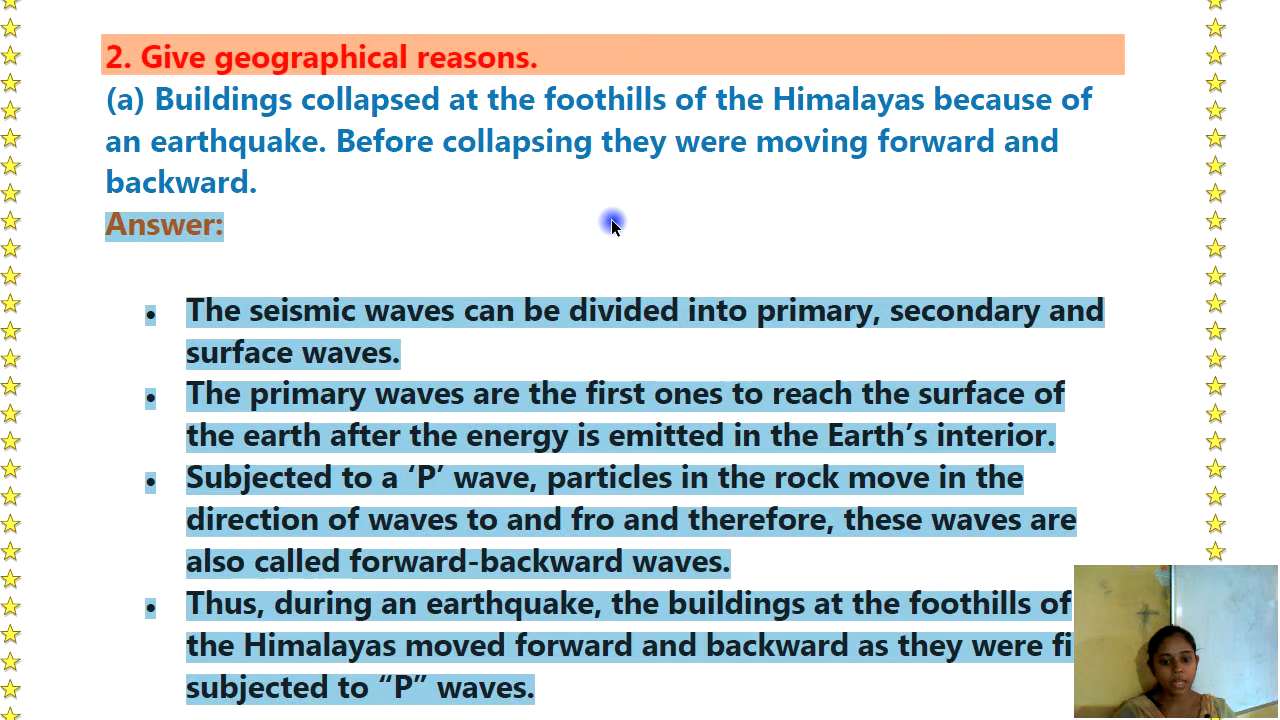 2. Give geographical reasons.
(a) Buildings collapsed at the foothills of the Himalayas because of
an earthquake. Before collapsing they were moving forward and
backward.
Answer:
• The seismic waves can be divided into primary, secondary and
surface waves.
• The primary waves are the first ones to reach the surface of
the earth after the energy is emitted in the Earth’s interior.
• Subjected to a ‘P’ wave, particles in the rock move in the
direction of waves to and fro and therefore, these waves are
also called forward-backward waves.
• Thus, during an earthquake, the buildings at the foothills of
the Himalayas moved forward and backward as they were
subjected to “P” waves.